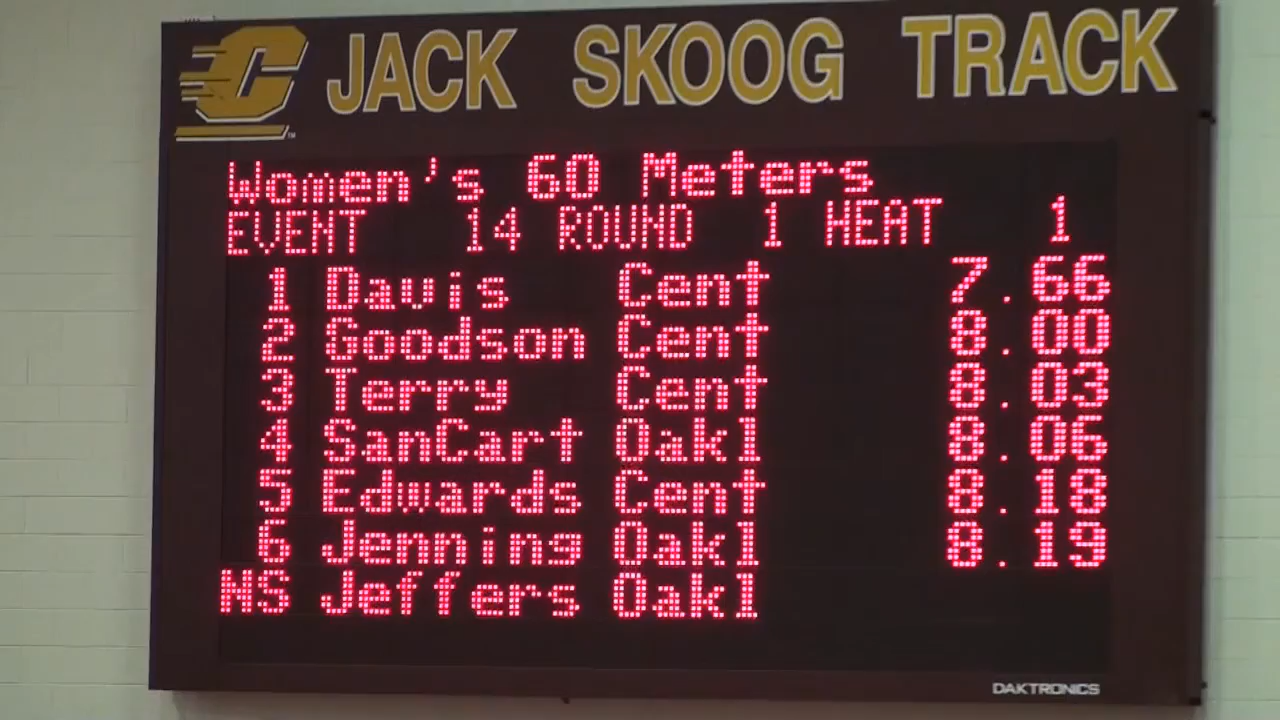 C JACK SKOOG TRACK
Women's 60 Meters
EVENT 14 ROUND 1 HEAT 1
1 Davis Cent 7.66
2 Goodson Cent 8.00
3 Terry Cent 8.03
4 SanCart Oakl 8.06
5 Edwards Cent 8.18
6 Jenning Oakl 8.19
NS Jeffers Oakl
DAKTRONICS